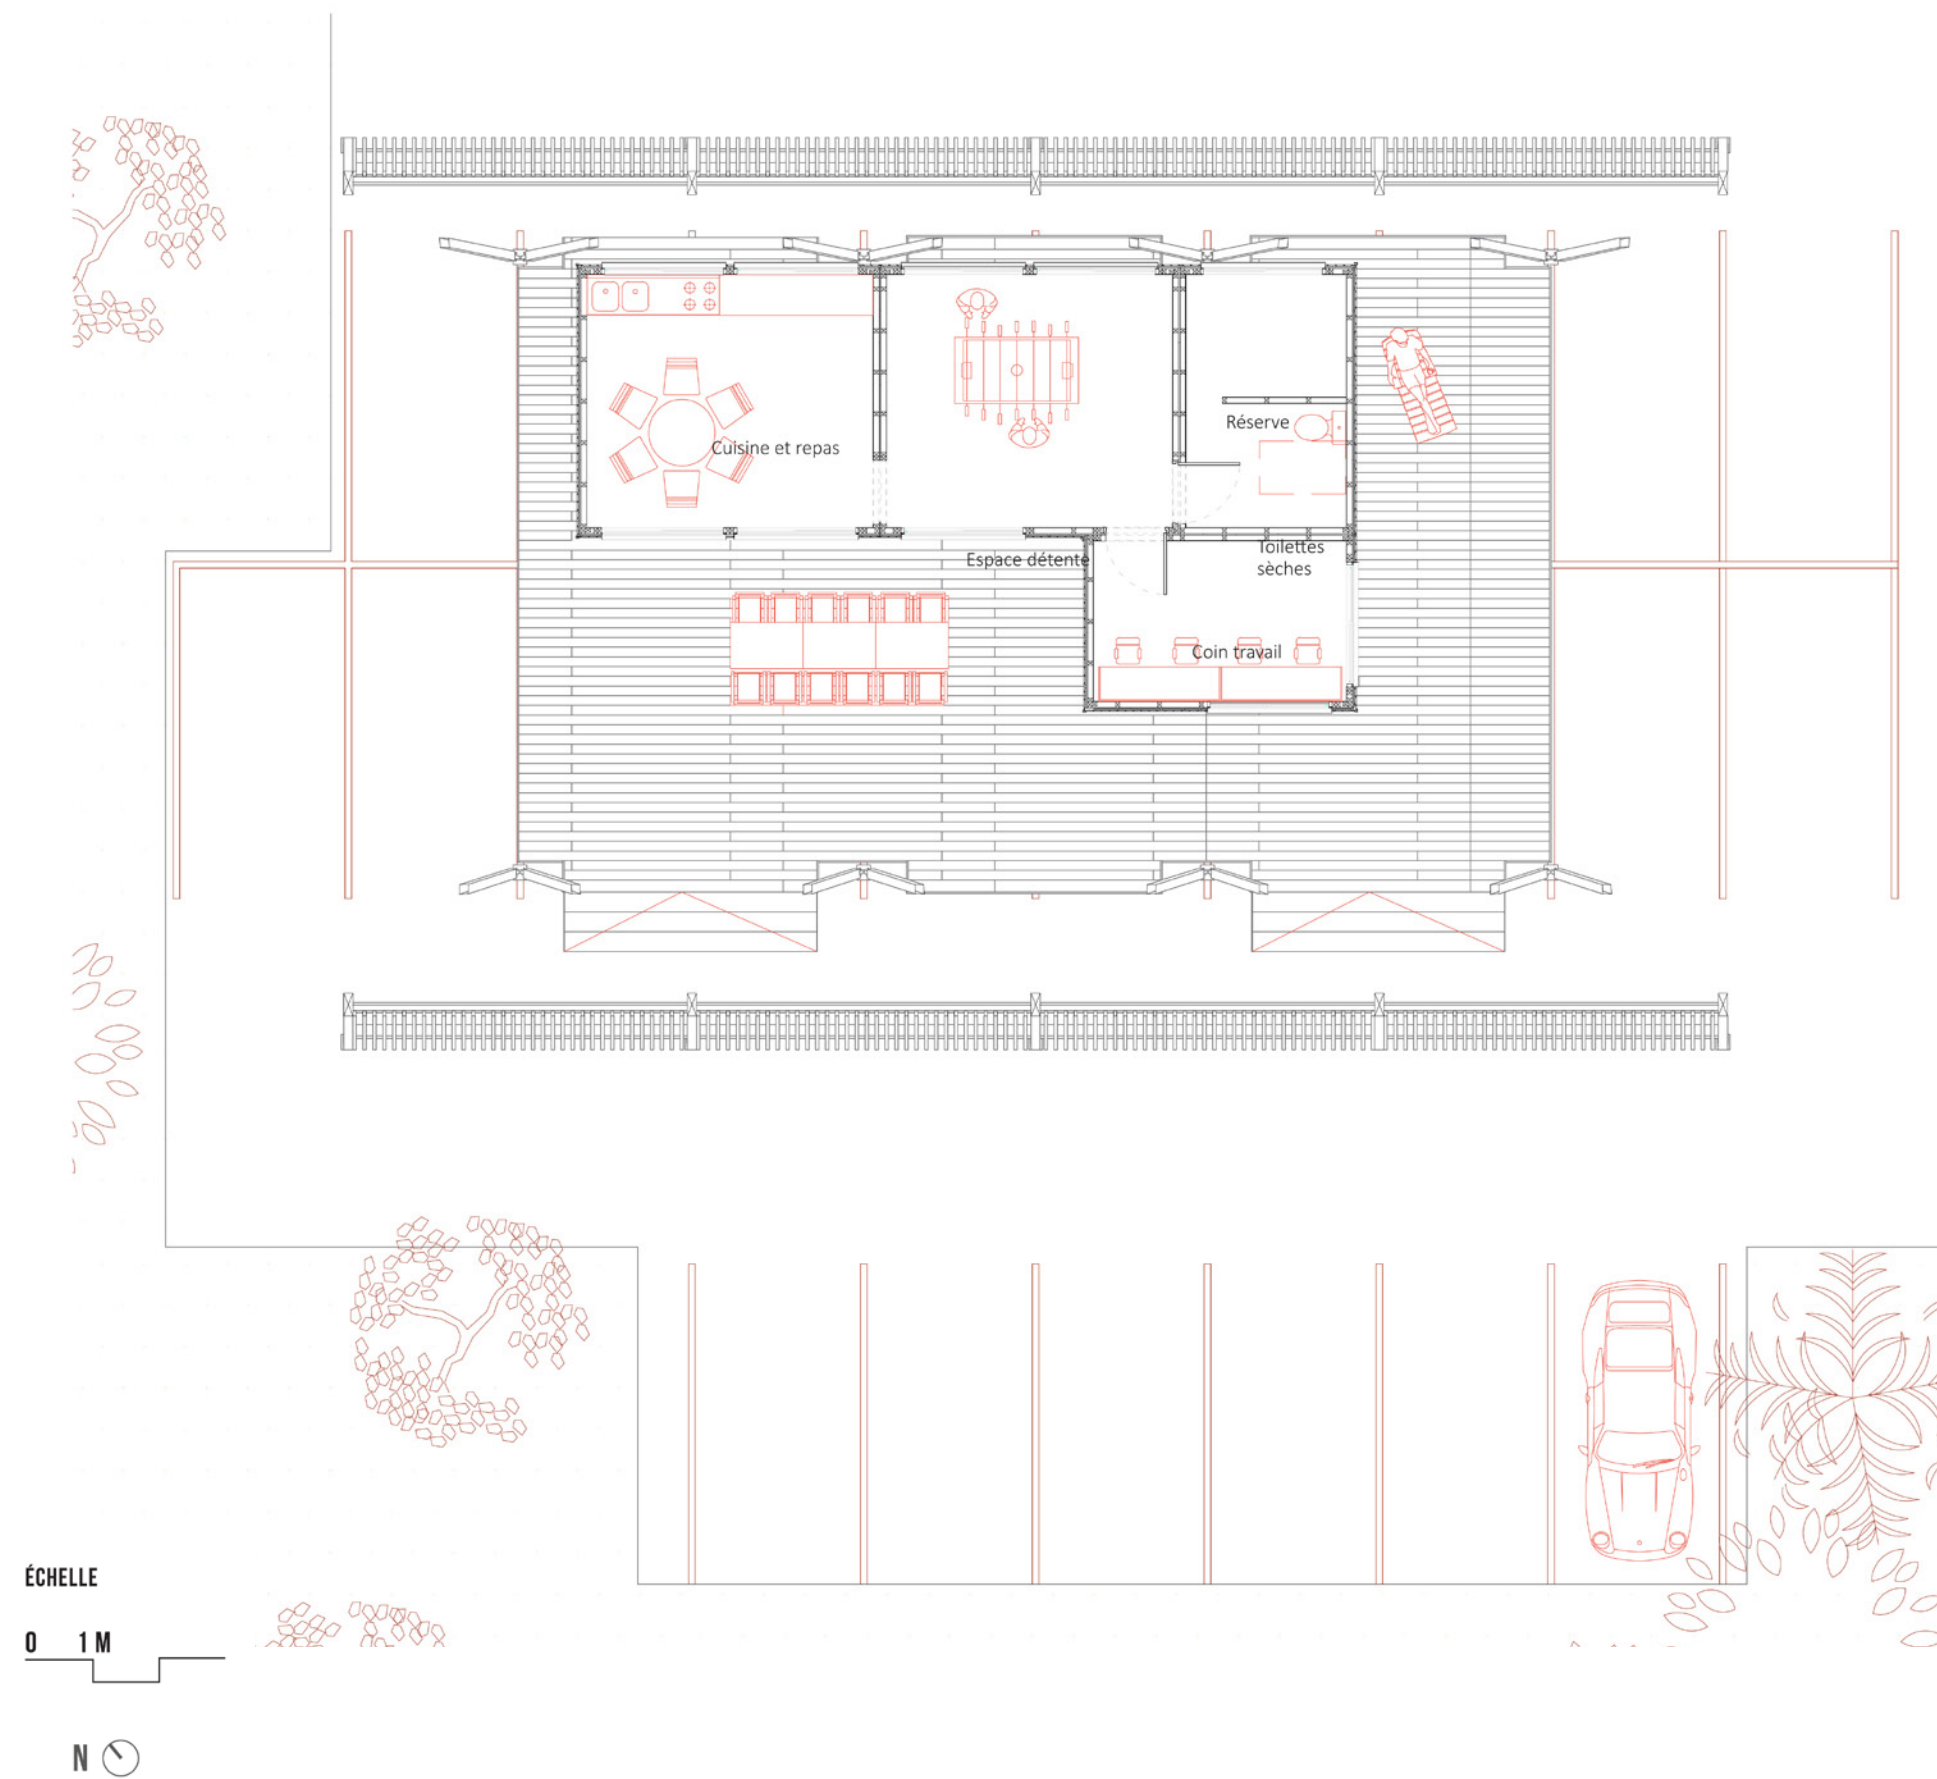 Réserve
Cuisine et repas
Toilettes
sèches
Espace détente
Coin travail
ÉCHELLE
0 1 M
N